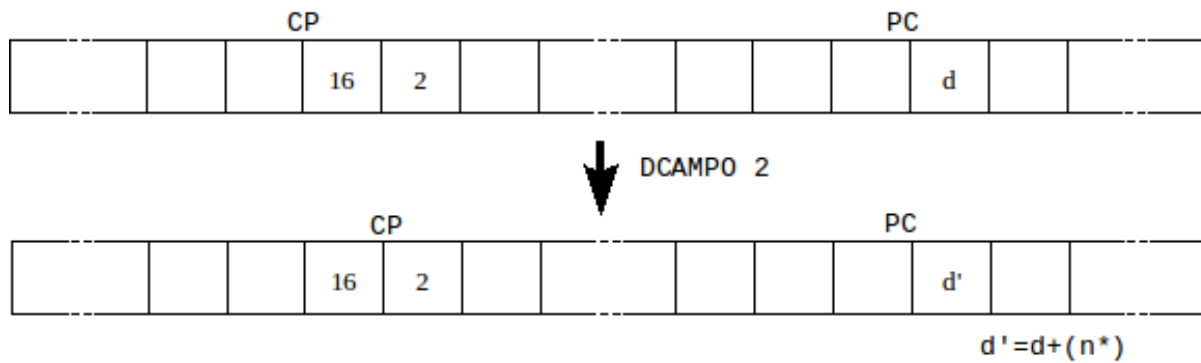 CP PC
16 2 d
DCAMPO 2
CP PC
16 2 d'
d'=d+(n*)